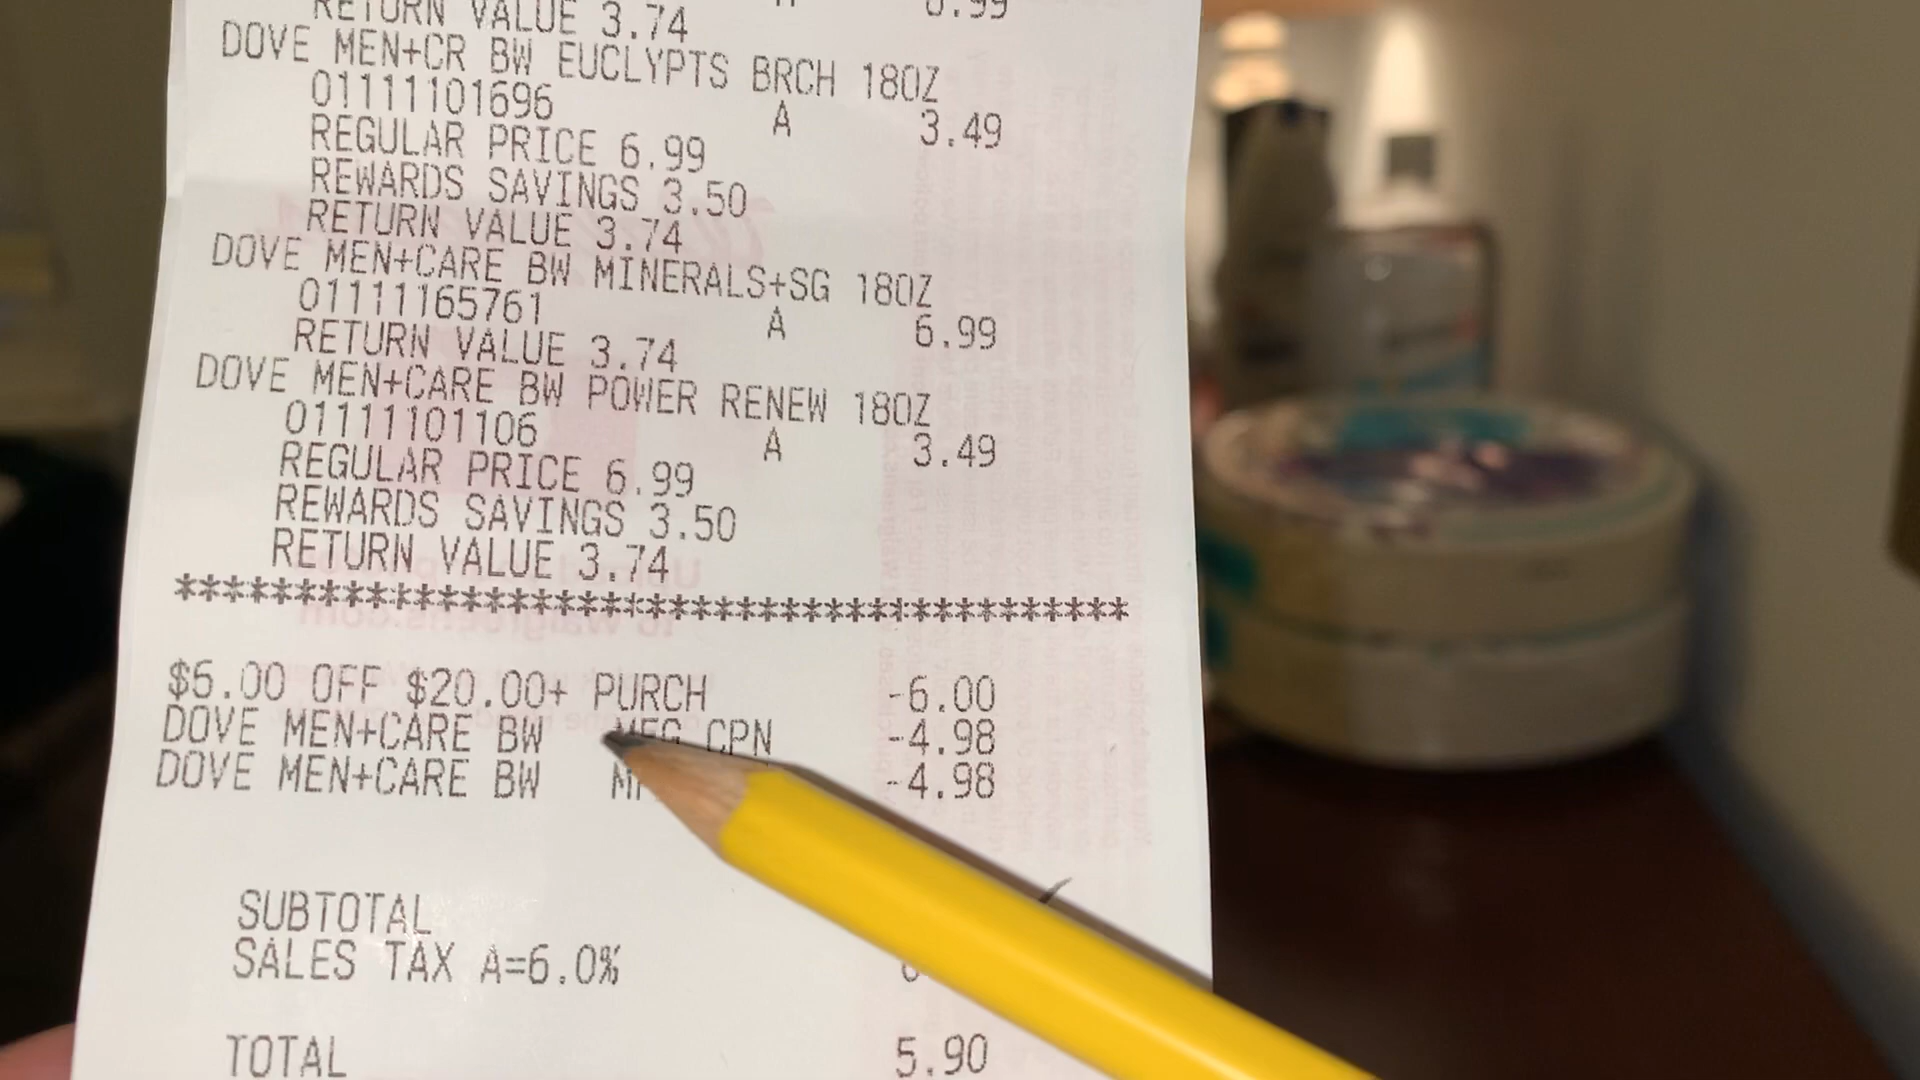 RETURN VALUE 3.74
DOVE MEN+CR BW EUCLYPTS BRCH 18OZ
01111101696 A 3.49
REGULAR PRICE 6.99
REWARDS SAVINGS 3.50
RETURN VALUE 3.74
DOVE MEN+CARE BW MINERALS+SG 18OZ
01111165761 A 6.99
RETURN VALUE 3.74
DOVE MEN+CARE BW POWER RENEW 18OZ
01111101106 A 3.49
REGULAR PRICE 6.99
REWARDS SAVINGS 3.50
RETURN VALUE 3.74
***************************************
$6.00 OFF $20.00+ PURCH -6.00
DOVE MEN+CARE BW MFG CPN -4.98
DOVE MEN+CARE BW -4.98
SUBTOTAL
SALES TAX A=6.0%
TOTAL 5.90